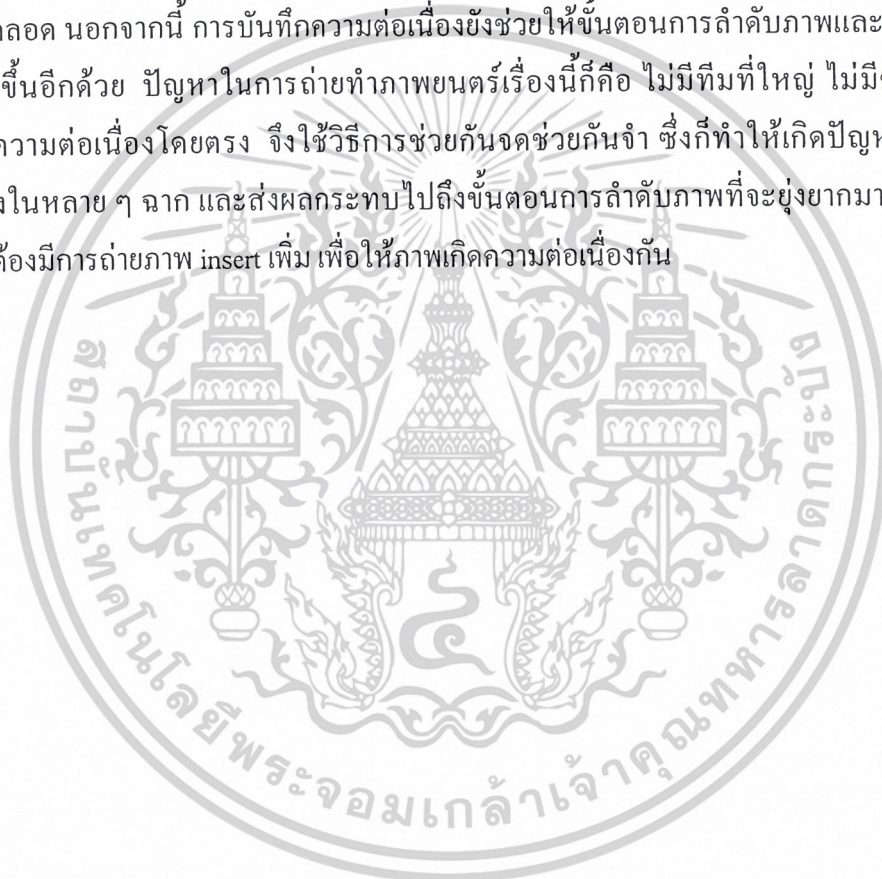 ตลอด นอกจากนี้ การบันทึกความต่อเนื่องยังช่วยให้ขั้นตอนการลำดับภาพและ
ขึ้นอีกด้วย ปัญหาในการถ่ายทำภาพยนตร์เรื่องนี้ก็คือ ไม่มีทีมที่ใหญ่ ไม่มี
ความต่อเนื่องโดยตรง จึงใช้วิธีการช่วยกันจดช่วยกันจำ ซึ่งก็ทำให้เกิดปัญห
ในหลาย ๆ ฉาก และส่งผลกระทบไปถึงขั้นตอนการลำดับภาพที่จะยุ่งยากมา
ต้องมีการถ่ายภาพ insert เพิ่ม เพื่อให้ภาพเกิดความต่อเนื่องกัน
สถาบันเทคโนโลยีพระจอมเกล้าเจ้าคุณทหารลาดกระบัง
๔